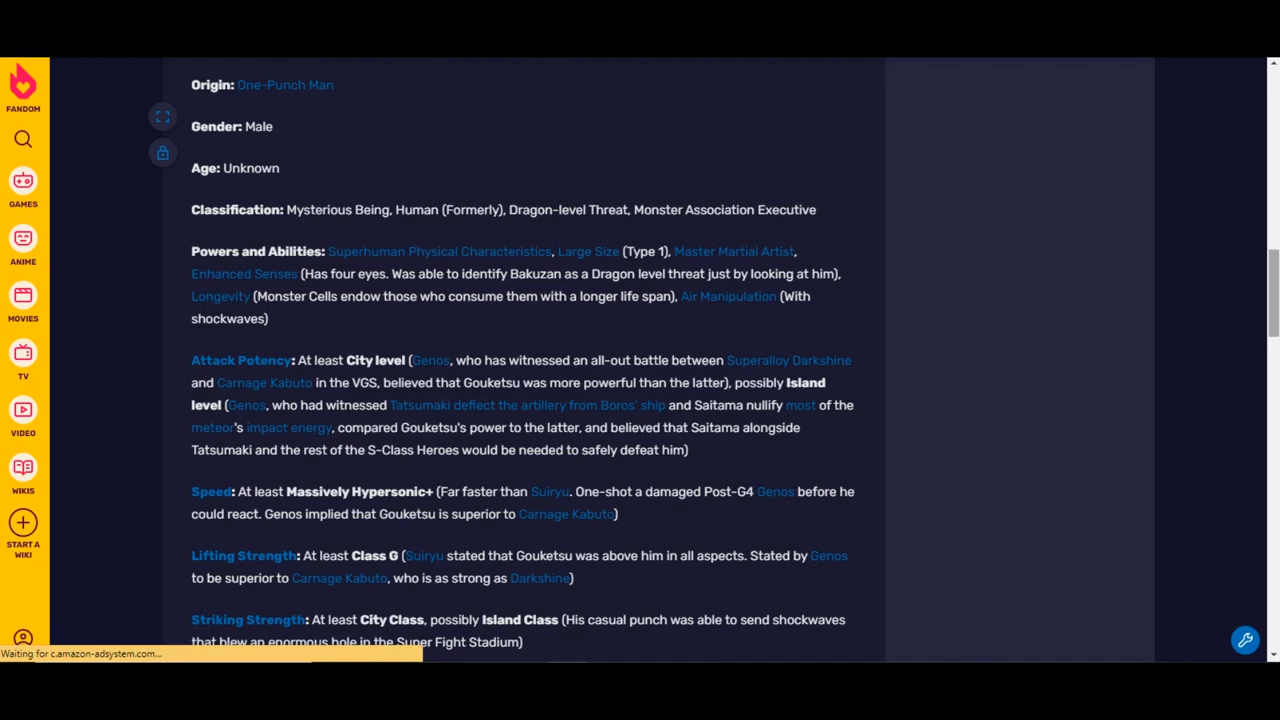 FANDOM
GAMES
ANIME
MOVIES
TV
VIDEO
WIKIS
START A
WIKI
Origin: One-Punch Man
Gender: Male
Age: Unknown
Classification: Mysterious Being, Human (Formerly), Dragon-level Threat, Monster Association Executive
Powers and Abilities: Superhuman Physical Characteristics, Large Size (Type 1), Master Martial Artist,
Enhanced Senses (Has four eyes. Was able to identify Bakuzan as a Dragon level threat just by looking at him),
Longevity (Monster Cells endow those who consume them with a longer life span), Air Manipulation (With
shockwaves)
Attack Potency: At least City level (Genos, who has witnessed an all-out battle between Superalloy Darkshine
and Carnage Kabuto in the VGS, believed that Gouketsu was more powerful than the latter), possibly Island
level (Genos, who had witnessed Tatsumaki deflect the artillery from Boros' ship and Saitama nullify most of the
meteor's impact energy, compared Gouketsu's power to the latter, and believed that Saitama alongside
Tatsumaki and the rest of the S-Class Heroes would be needed to safely defeat him)
Speed: At least Massively Hypersonic+ (Far faster than Suiryu. One-shot a damaged Post-G4 Genos before he
could react. Genos implied that Gouketsu is superior to Carnage Kabuto)
Lifting Strength: At least Class G (Suiryu stated that Gouketsu was above him in all aspects. Stated by Genos
to be superior to Carnage Kabuto, who is as strong as Darkshine)
Striking Strength: At least City Class, possibly Island Class (His casual punch was able to send shockwaves
that blew an enormous hole in the Super Fight Stadium)
Waiting for c.amazon-adsystem.com...